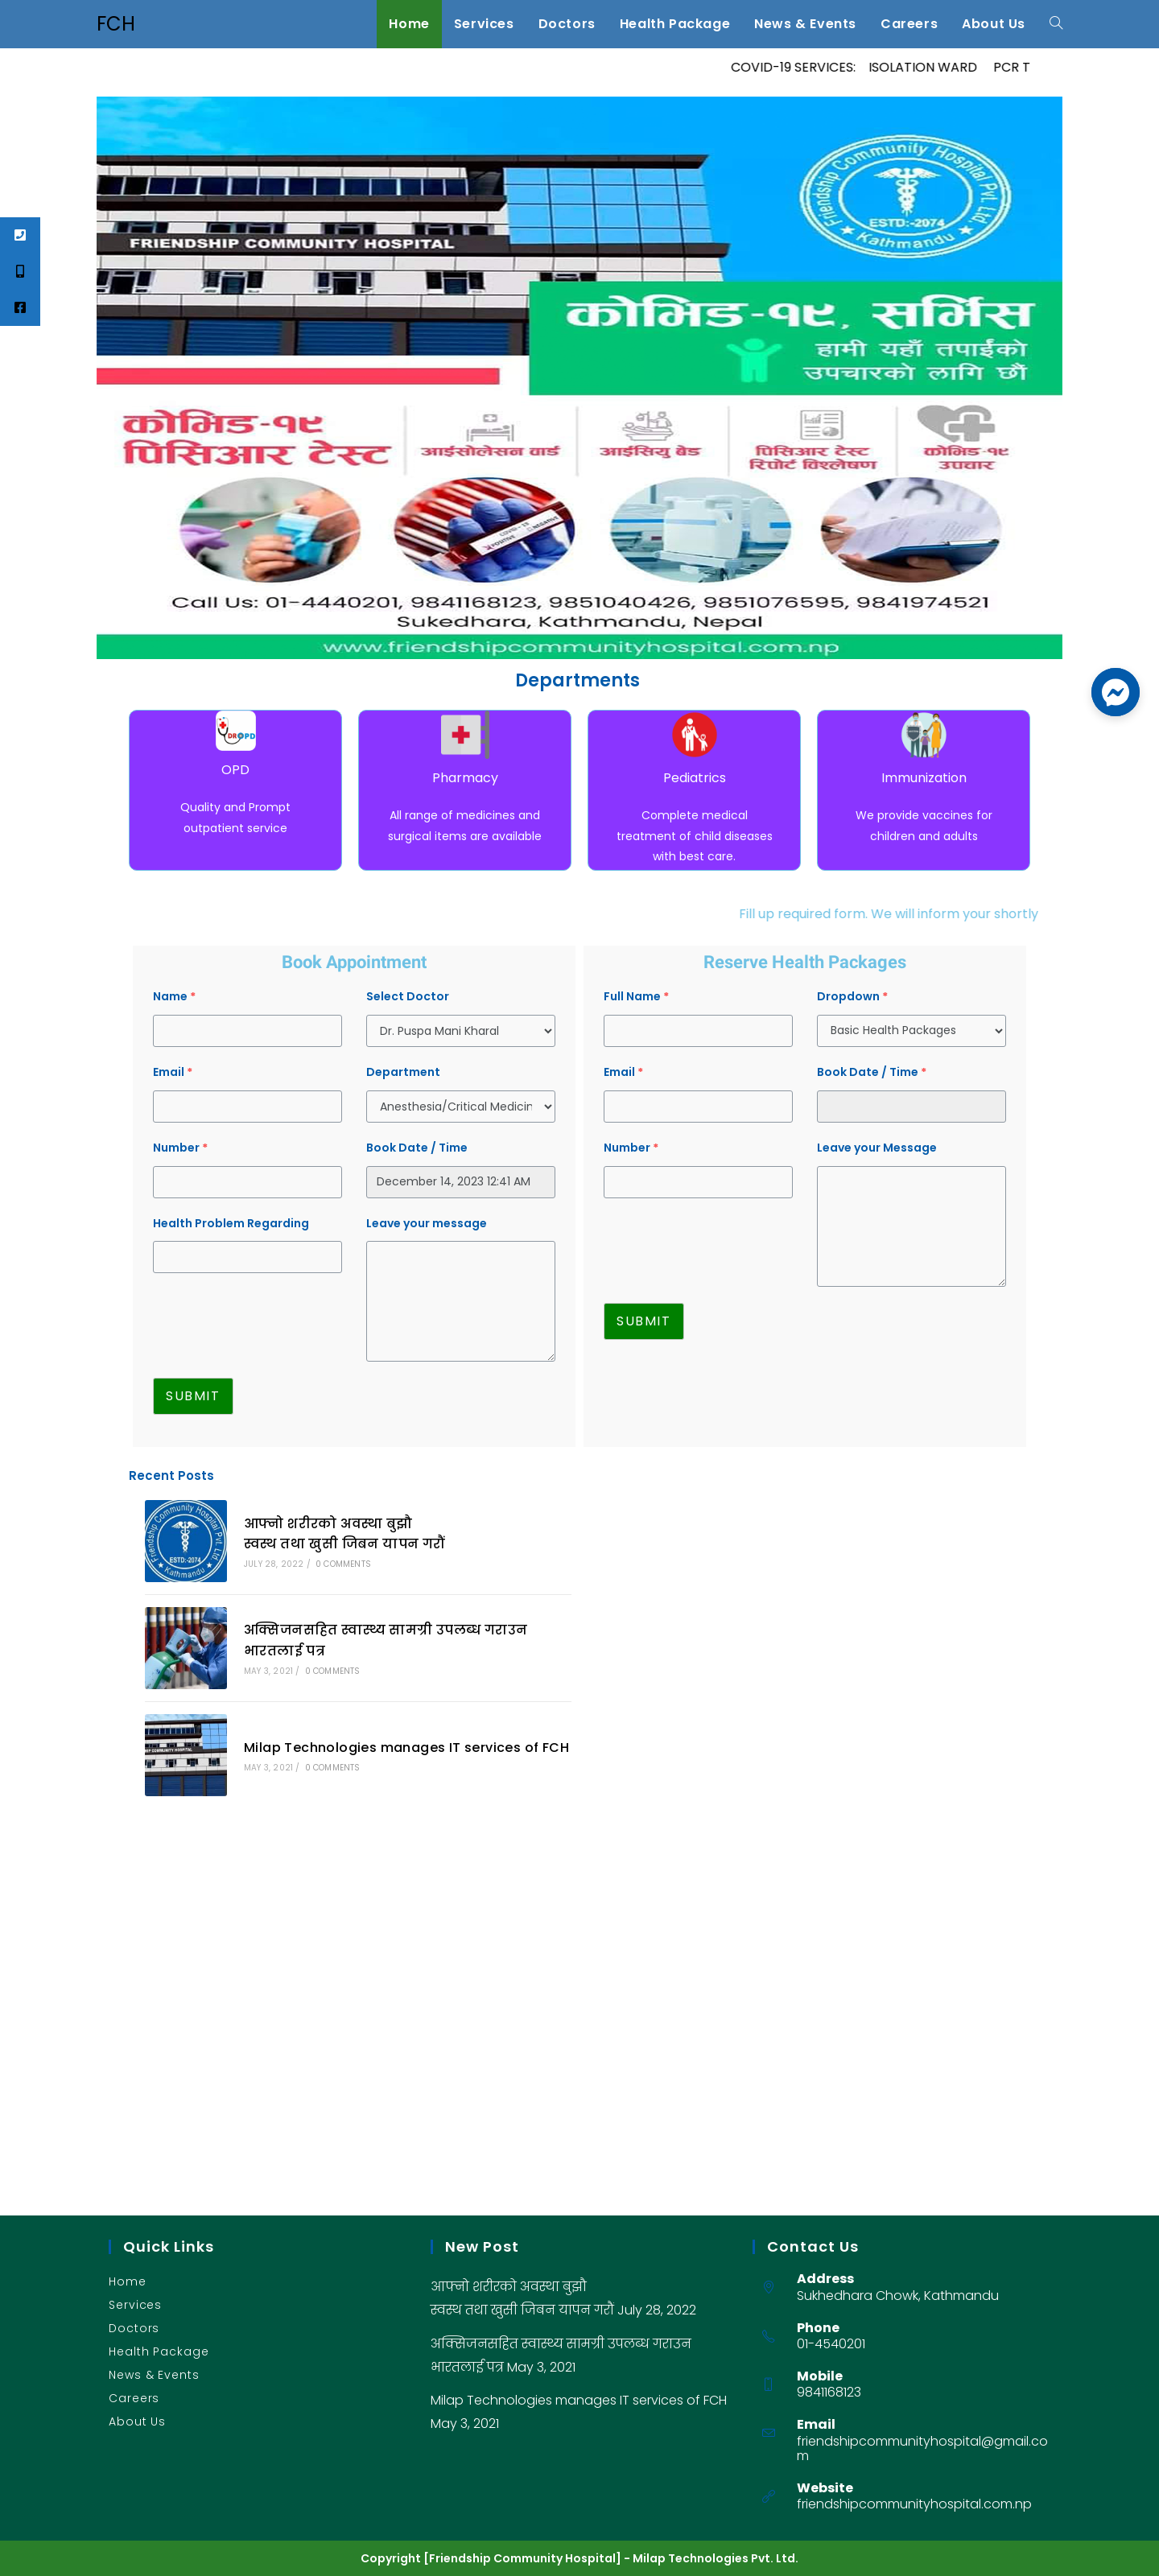 FCH
Home Services Doctors Health Package News & Events Careers About Us
COVID-19 SERVICES: ISOLATION WARD PCR T
FRIENDSHIP COMMUNITY HOSPITAL
Friendship Community Hospital Pvt. Ltd.
ESTD:-2074
Kathmandu
कोभिड-१९, सर्भिस
हामी यहाँ तपाईंको
उपचारको लागि छौं
कोभिड-१९
पिसिआर टेस्ट
आईसोलेसन वार्ड
आईसियु बेड
पिसिआर टेस्ट
रिपोर्ट विश्लेषण
कोभिड-१९
उपचार
Call Us: 01-4440201, 9841168123, 9851040426, 9851076595, 9841974521
Sukedhara, Kathmandu, Nepal
www.friendshipcommunityhospital.com.np
Departments
DR OPD
OPD
Quality and Prompt
outpatient service
Pharmacy
All range of medicines and
surgical items are available
Pediatrics
Complete medical
treatment of child diseases
with best care.
Immunization
We provide vaccines for
children and adults
Fill up required form. We will inform your shortly
Book Appointment
Name *
Select Doctor
Dr. Puspa Mani Kharal
Email *
Department
Anesthesia/Critical Medicin
Number *
Book Date / Time
December 14, 2023 12:41 AM
Health Problem Regarding
Leave your message
SUBMIT
Reserve Health Packages
Full Name *
Dropdown *
Basic Health Packages
Email *
Book Date / Time *
Number *
Leave your Message
SUBMIT
Recent Posts
Friendship Community Hospital Pvt. Ltd.
ESTD:-2074
Kathmandu
आफ्नो शरीरको अवस्था बुझौ
स्वस्थ तथा खुसी जिबन यापन गरौं
JULY 28, 2022 / 0 COMMENTS
अक्सिजनसहित स्वास्थ्य सामग्री उपलब्ध गराउन
भारतलाई पत्र
MAY 3, 2021 / 0 COMMENTS
Milap Technologies manages IT services of FCH
MAY 3, 2021 / 0 COMMENTS
Quick Links
Home
Services
Doctors
Health Package
News & Events
Careers
About Us
New Post
आफ्नो शरीरको अवस्था बुझौ
स्वस्थ तथा खुसी जिबन यापन गरौं July 28, 2022
अक्सिजनसहित स्वास्थ्य सामग्री उपलब्ध गराउन
भारतलाई पत्र May 3, 2021
Milap Technologies manages IT services of FCH
May 3, 2021
Contact Us
Address
Sukhedhara Chowk, Kathmandu
Phone
01-4540201
Mobile
9841168123
Email
friendshipcommunityhospital@gmail.co
m
Website
friendshipcommunityhospital.com.np
Copyright [Friendship Community Hospital] - Milap Technologies Pvt. Ltd.